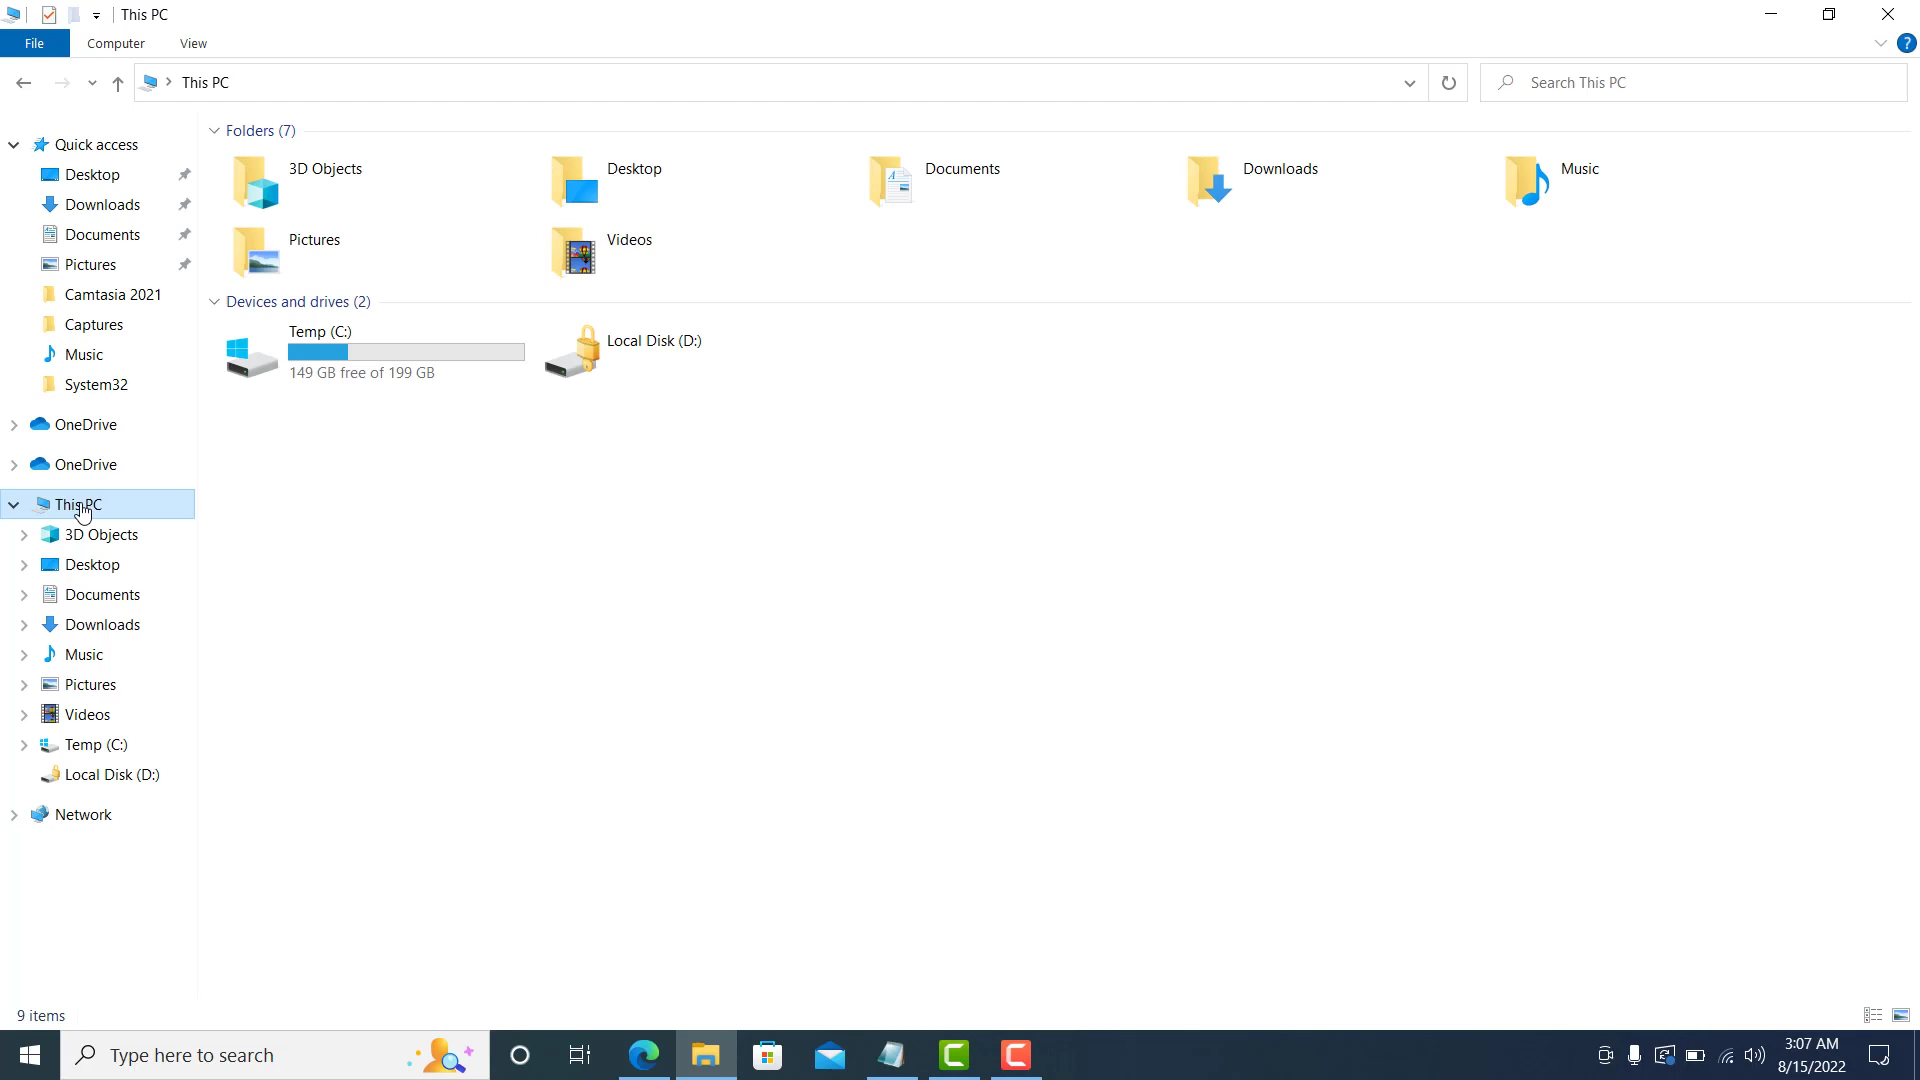 This PC
File
Computer
View
?
This PC
Search This PC
Quick access
Desktop
Downloads
Documents
Pictures
Camtasia 2021
Captures
Music
System32
OneDrive
OneDrive
This PC
3D Objects
Desktop
Documents
Downloads
Music
Pictures
Videos
Temp (C:)
Local Disk (D:)
Network
Folders (7)
3D Objects
Desktop
Documents
Downloads
Music
Pictures
Videos
Devices and drives (2)
Temp (C:)
149 GB free of 199 GB
Local Disk (D:)
9 items
Type here to search
3:07 AM
8/15/2022